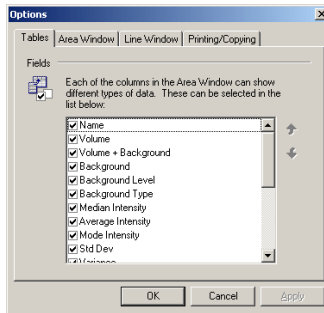 Options
Tables Area Window Line Window Printing/Copying
Fields
Each of the columns in the Area Window can show
different types of data. These can be selected in the
list below:
Name
Volume
Volume + Background
Background
Background Level
Background Type
Median Intensity
Average Intensity
Mode Intensity
Std Dev
Variance
OK Cancel Apply